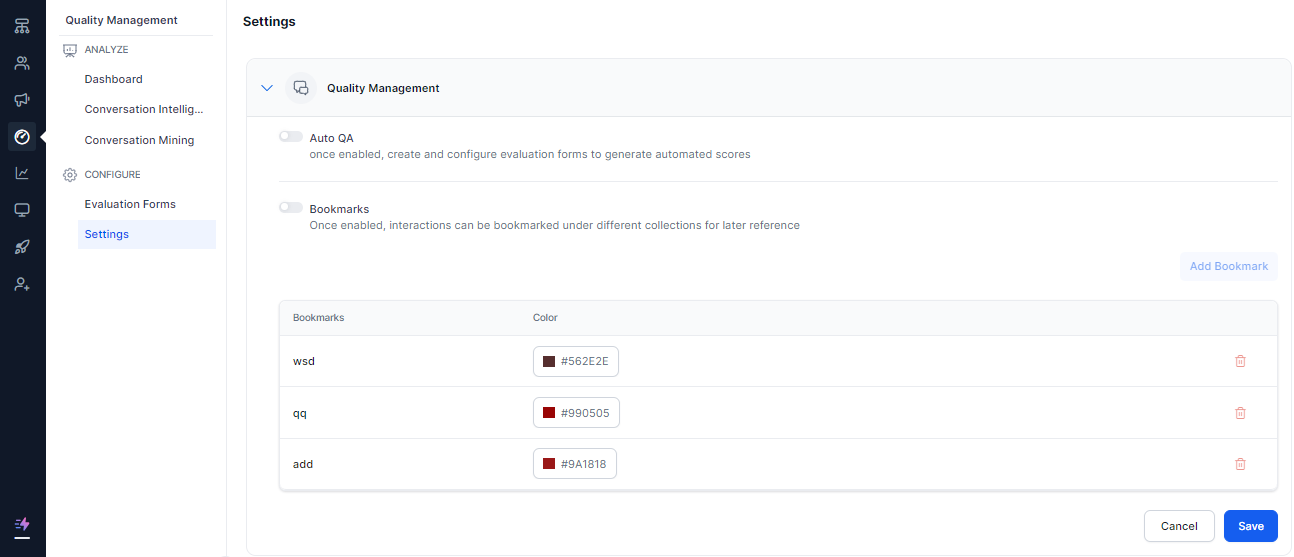 Quality Management
ANALYZE
Dashboard
Conversation Intellig...
Conversation Mining
CONFIGURE
Evaluation Forms
Settings
Settings
Quality Management
Auto QA
once enabled, create and configure evaluation forms to generate automated scores
Bookmarks
Once enabled, interactions can be bookmarked under different collections for later reference
Add Bookmark
Bookmarks Color
wsd #562E2E
qq #990505
add #9A1818
Cancel Save